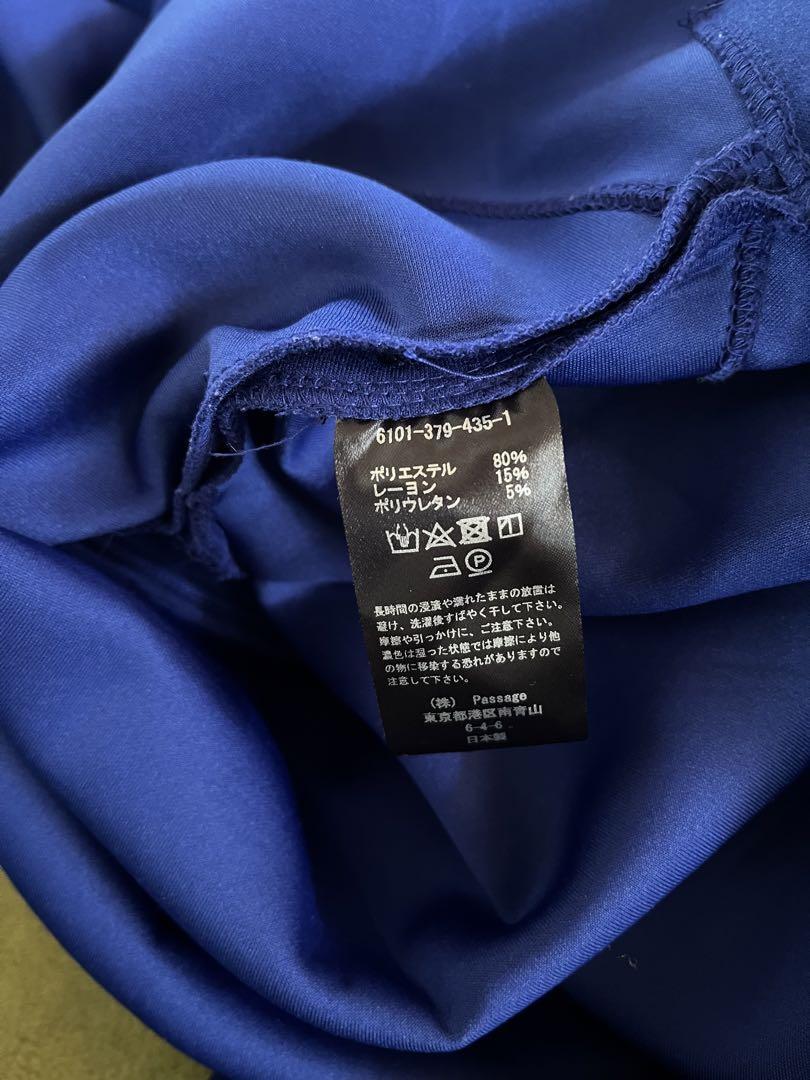 6101-379-435-1
ポリエステル 80%
レーヨン 15%
ポリウレタン 5%
P
長時間の浸漬や濡れたままの放置は
避け、洗濯後すばやく干して下さい。
摩擦や引っかけに、ご注意下さい。
濃色は湿った状態では摩擦により他
の物に移染する恐れがありますので
注意して下さい。
(株) Passage
東京都港区南青山
6-4-6
日本製